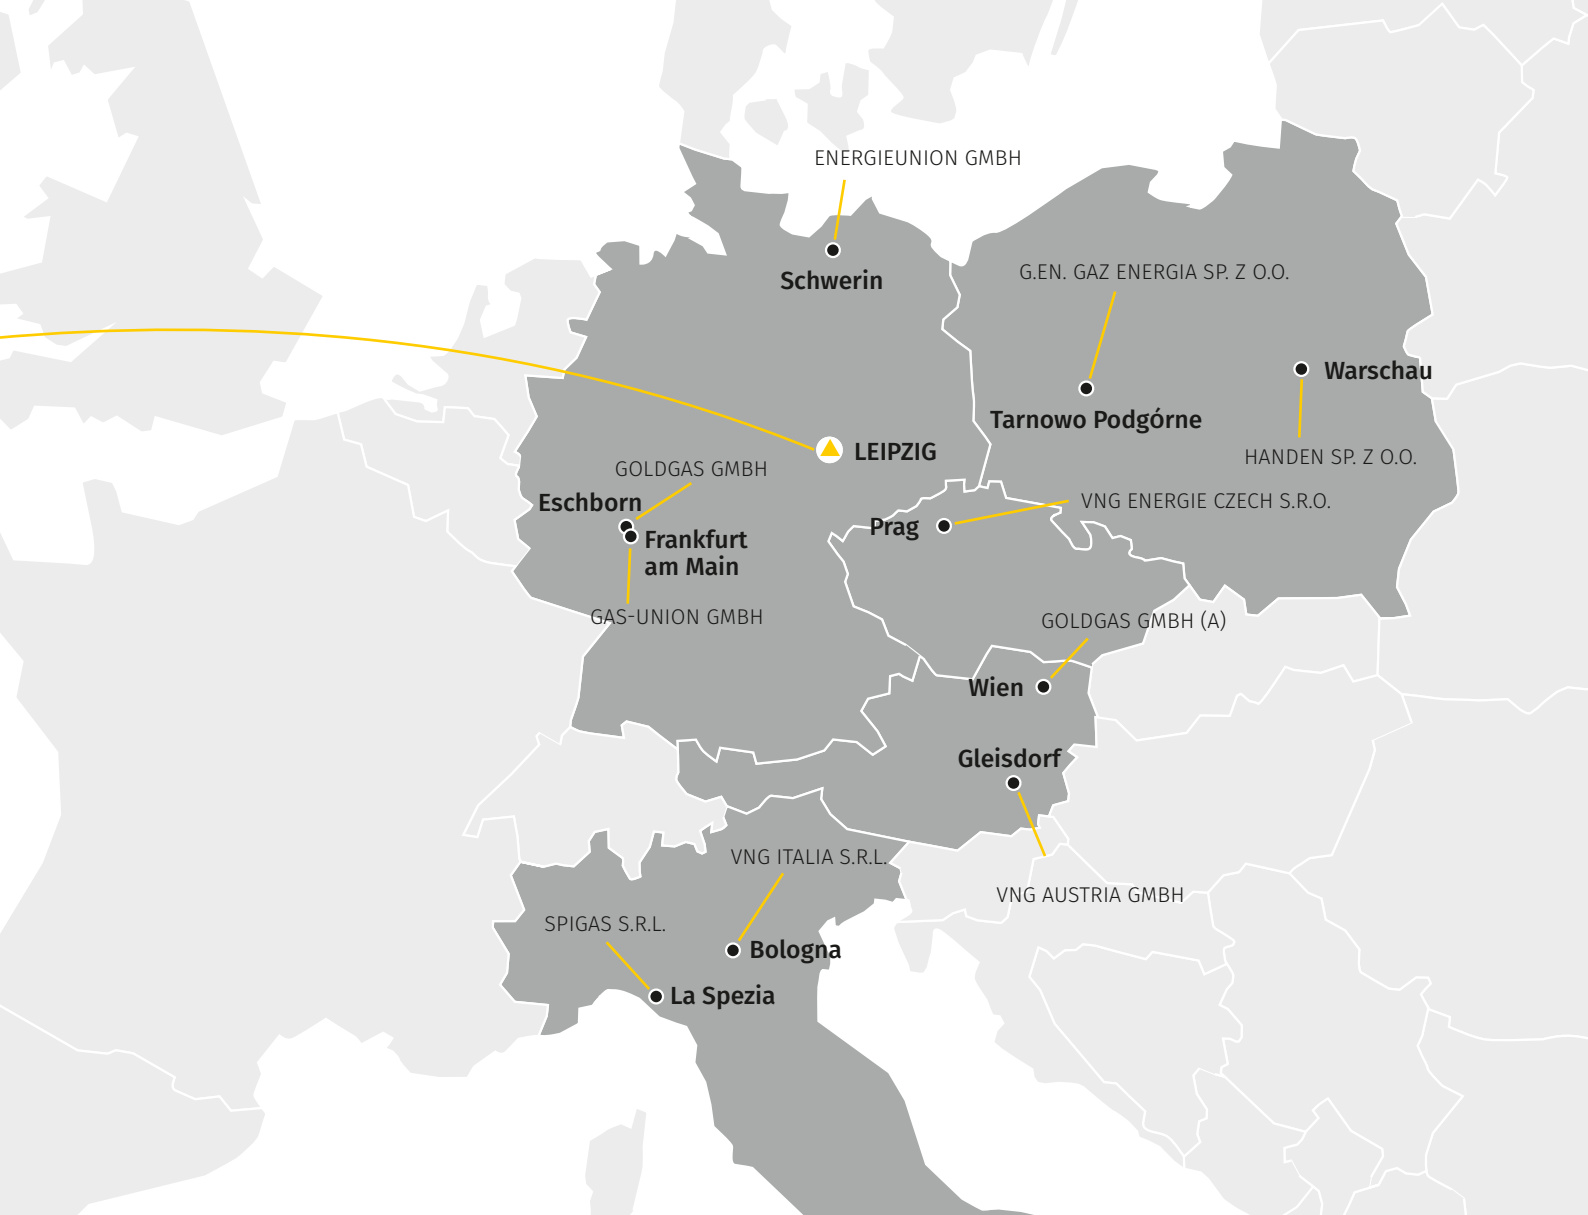 ENERGIEUNION GMBH
Schwerin
G.EN. GAZ ENERGIA SP. Z O.O.
Tarnowo Podgórne
Warschau
HANDEN SP. Z O.O.
LEIPZIG
GOLDGAS GMBH
Eschborn
Frankfurt
am Main
GAS-UNION GMBH
Prag
VNG ENERGIE CZECH S.R.O.
GOLDGAS GMBH (A)
Wien
Gleisdorf
VNG AUSTRIA GMBH
VNG ITALIA S.R.L.
Bologna
SPIGAS S.R.L.
La Spezia